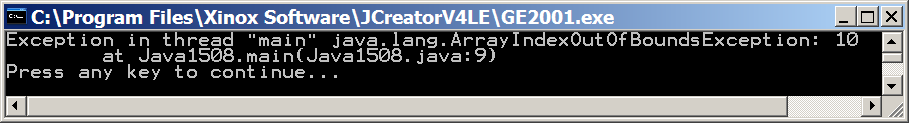 C:\Program Files\Xinox Software\JCreatorV4LE\GE2001.exe
Exception in thread "main" java.lang.ArrayIndexOutOfBoundsException: 10
        at Java1508.main(Java1508.java:9)
Press any key to continue...